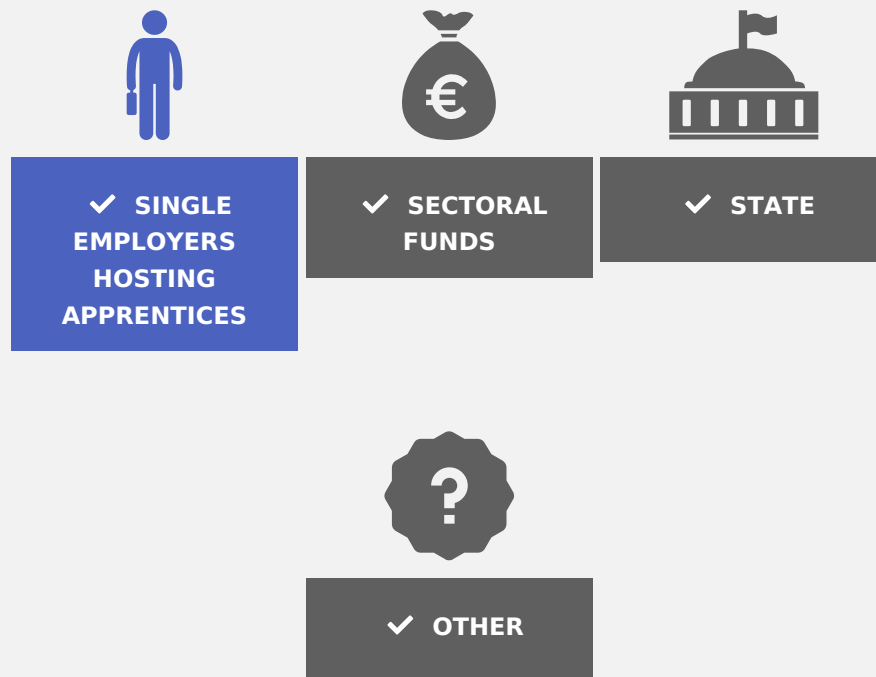 SINGLE
EMPLOYERS
HOSTING
APPRENTICES
SECTORAL
FUNDS
STATE
OTHER